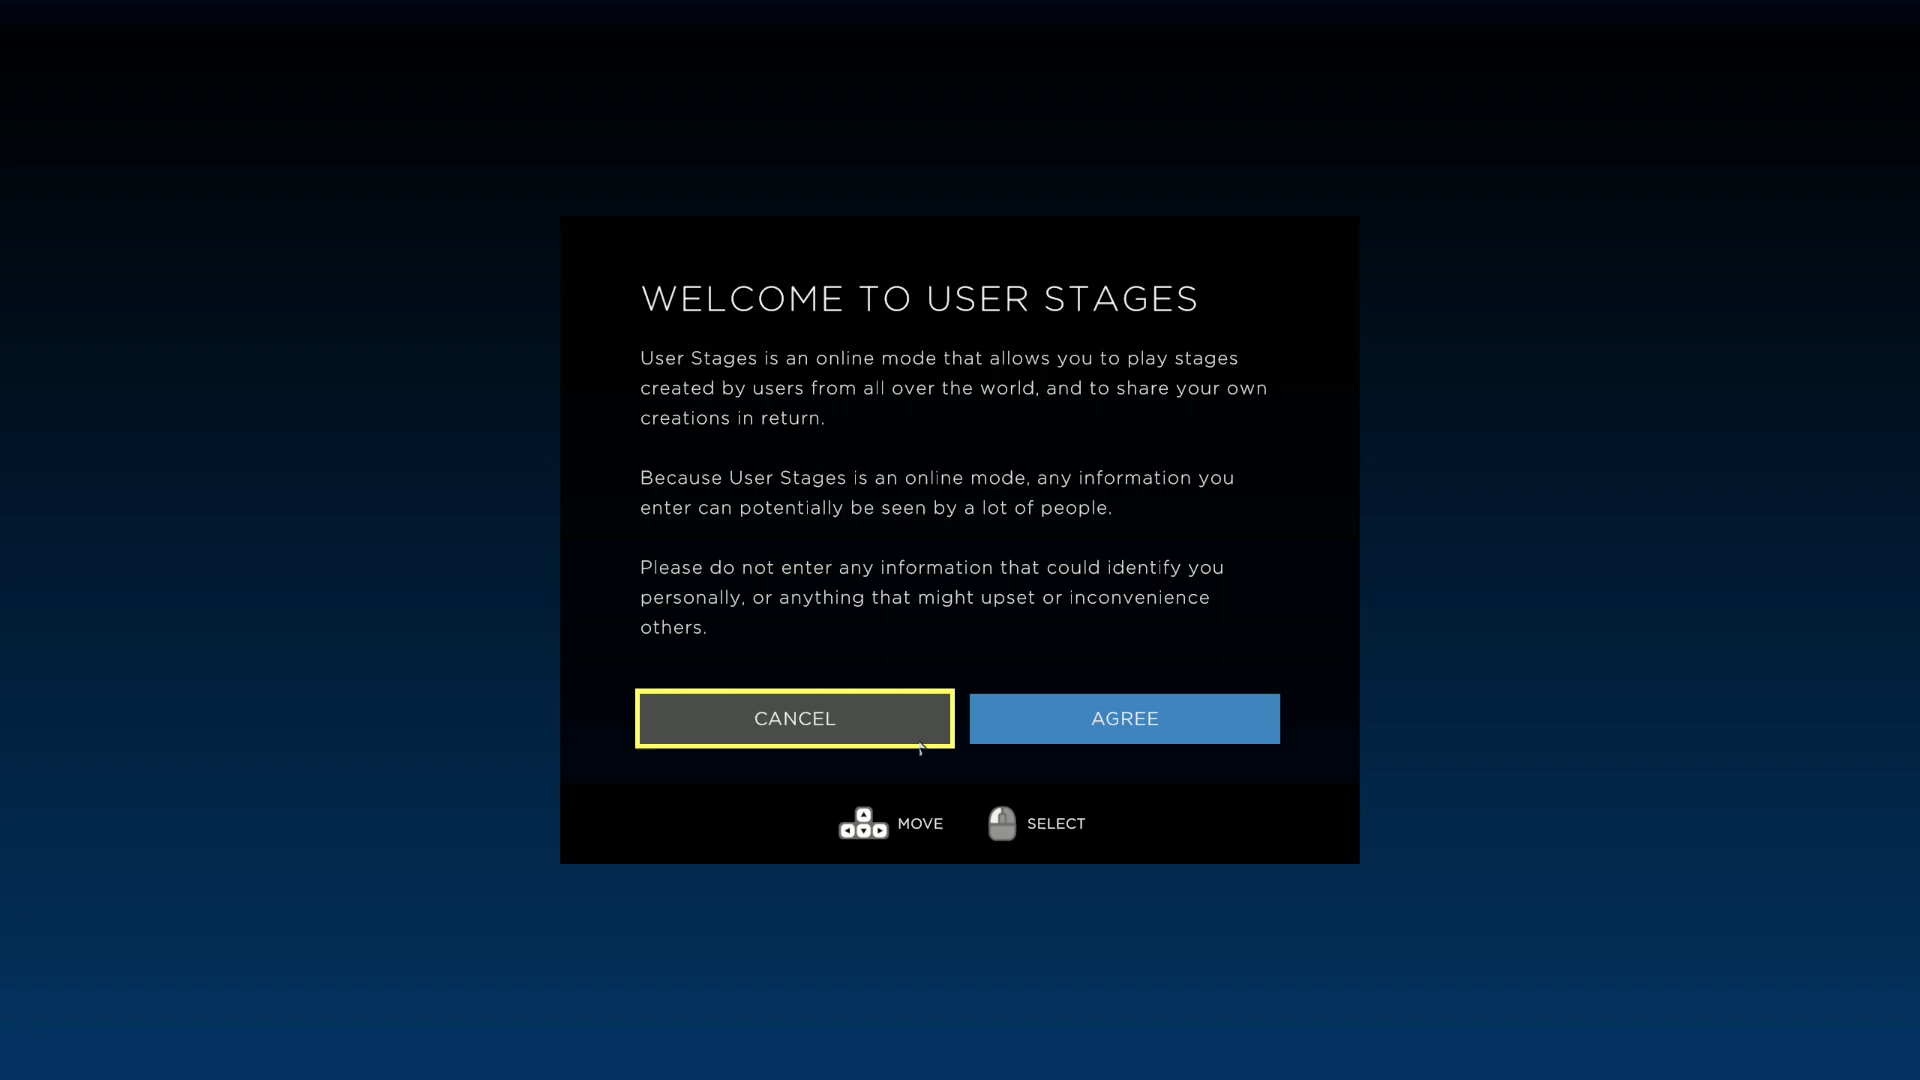 WELCOME TO USER STAGES
User Stages is an online mode that allows you to play stages
created by users from all over the world, and to share your own
creations in return.
Because User Stages is an online mode, any information you
enter can potentially be seen by a lot of people.
Please do not enter any information that could identify you
personally, or anything that might upset or inconvenience
others.
CANCEL
AGREE
MOVE
SELECT